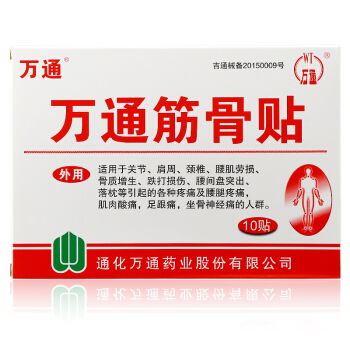 万通®
吉通械备20150009号
WT
万通
®
万通筋骨贴
外用
适用于关节、肩周、颈椎、腰肌劳损、
骨质增生、跌打损伤、腰间盘突出、
落枕等引起的各种疼痛及腰腿疼痛，
肌肉酸痛，足跟痛，坐骨神经痛的人群。
10贴
通化万通药业股份有限公司